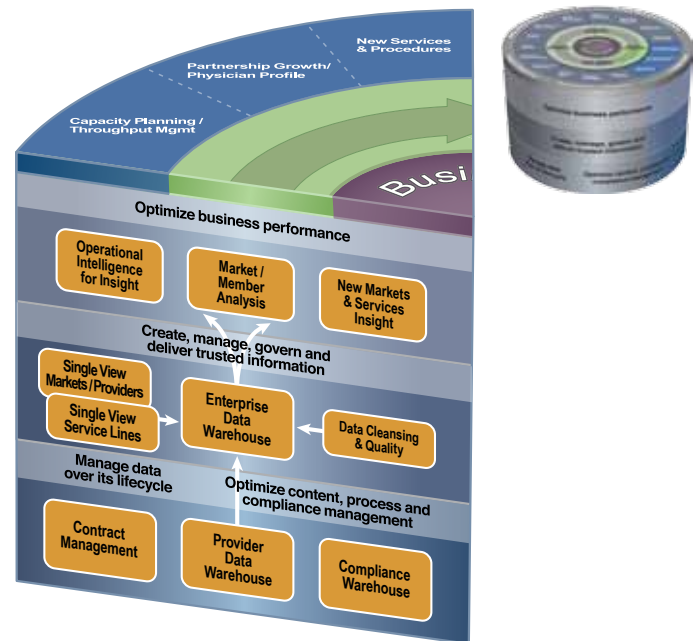 New Services
& Procedures
Partnership Growth/
Physician Profile
Capacity Planning /
Throughput Mgmt
Busi
Optimize business performance
Operational
Intelligence
for Insight
Market /
Member
Analysis
New Markets
& Services
Insight
Create, manage, govern and
deliver trusted information
Single View
Markets/Providers
Single View
Service Lines
Enterprise
Data
Warehouse
Data Cleansing
& Quality
Manage data
over its lifecycle
Optimize content, process and
compliance management
Contract
Management
Provider
Data
Warehouse
Compliance
Warehouse
Optimize business performance